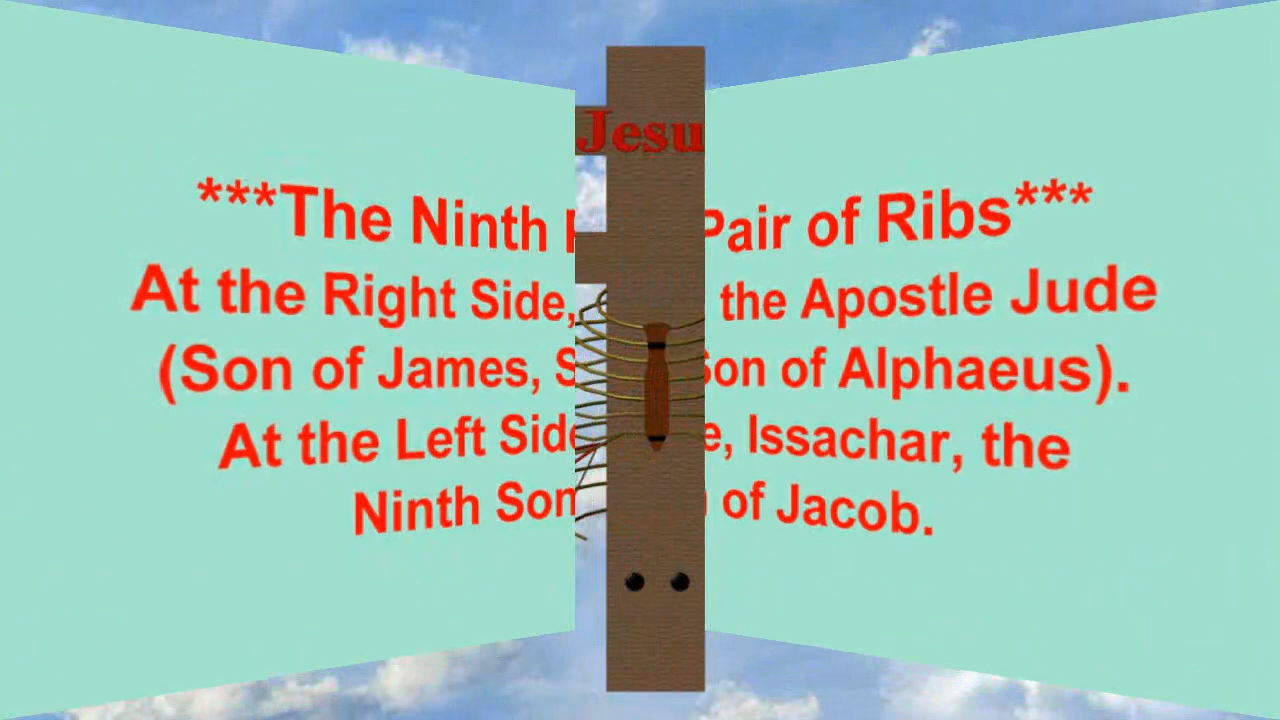 Jesu
***The Ninth Pair of Ribs***
At the Right Side, the Apostle Jude
(Son of James, Son of Alphaeus).
At the Left Side, Issachar, the
Ninth Son of Jacob.